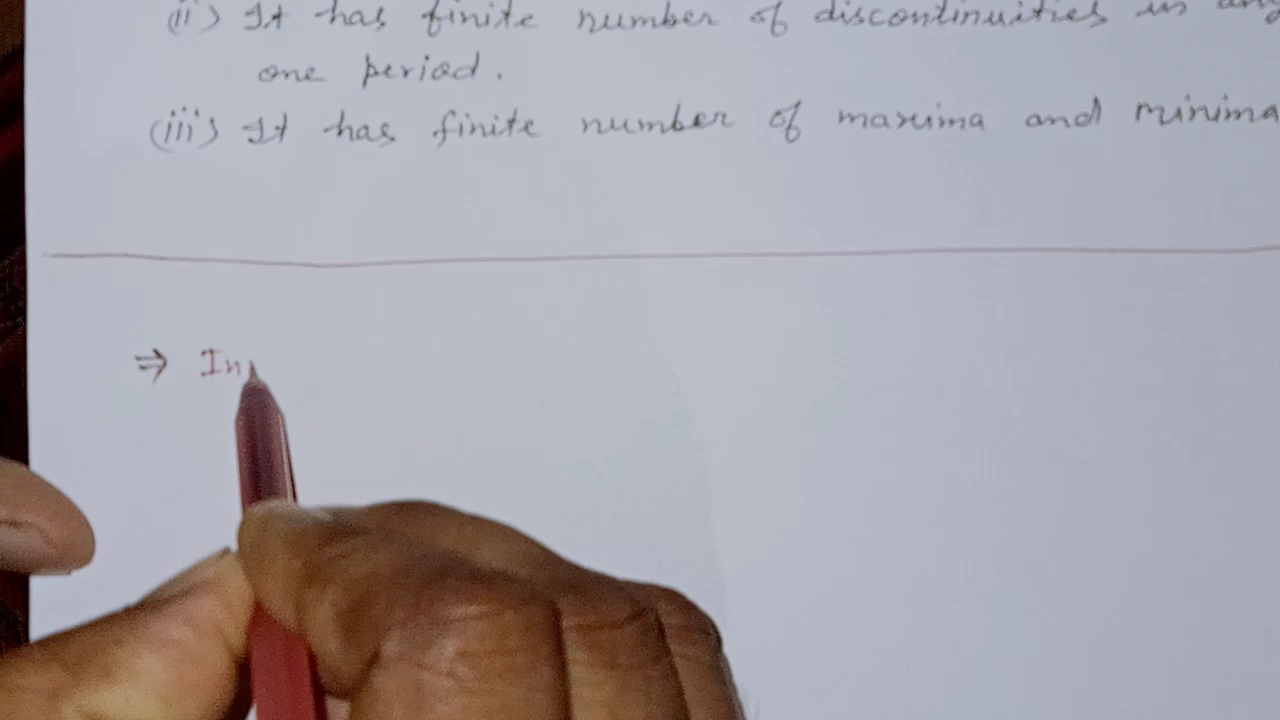 (ii) It has finite number of discontinuities in any
one period.
(iii) It has finite number of maxima and minima
⇒ In